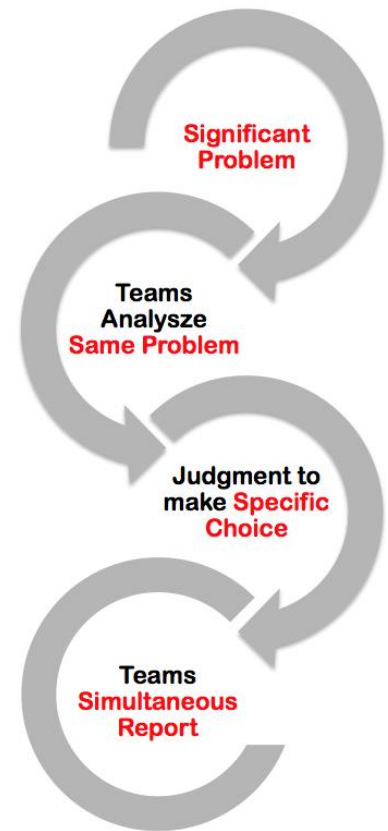 Significant
Problem
Teams
Analysze
Same Problem
Judgment to
make Specific
Choice
Teams
Simultaneous
Report